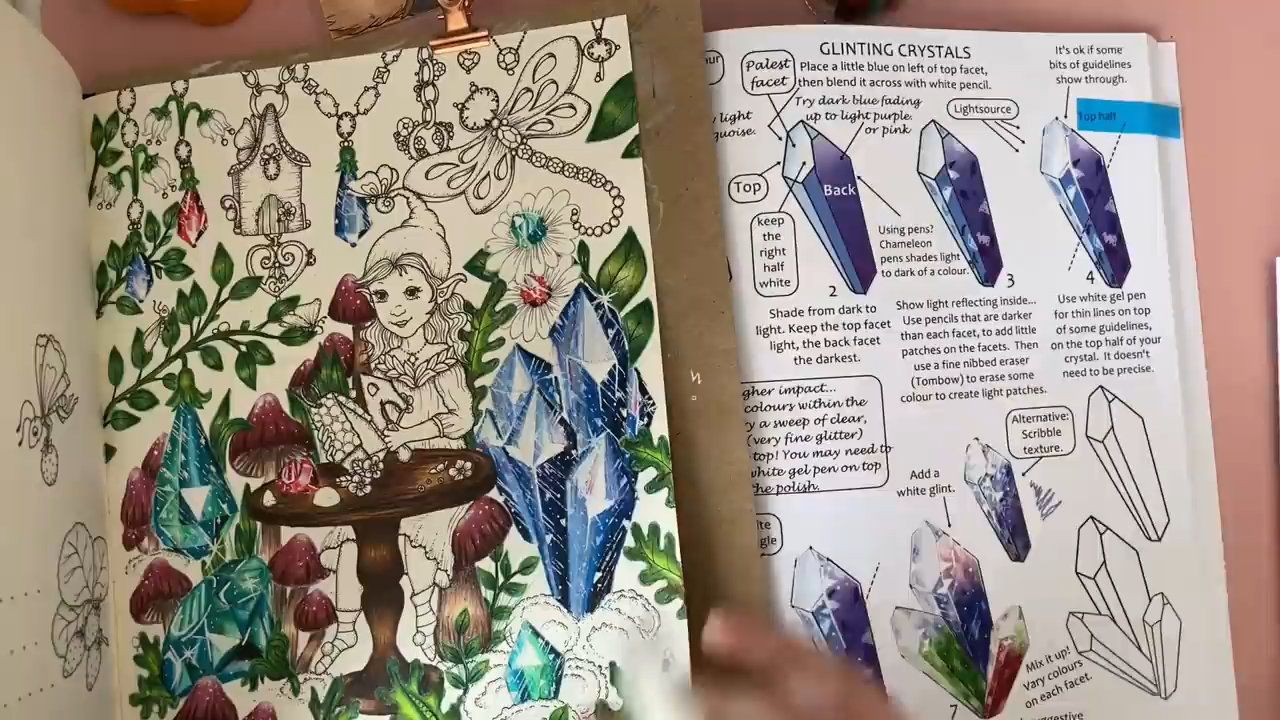 GLINTING CRYSTALS
Place a little blue on left of top facet,
then blend it across with white pencil.
Palest
facet
Try dark blue fading
up to light purple.
or pink
light
Lightsource
It's ok if some
bits of guidelines
show through.
Top half
Top
Back
keep
the
right
half
white
Using pens?
Chameleon
pens shades light
to dark of a colour.
2
3
4
Shade from dark to
light. Keep the top facet
light, the back facet
the darkest.
Show light reflecting inside...
Use pencils that are darker
than each facet, to add little
patches on the facets. Then
use a fine nibbed eraser
(Tombow) to erase some
colour to create light patches.
Use white gel pen
for thin lines on top
of some guidelines,
on the top half of your
crystal. It doesn't
need to be precise.
gher impact...
colours within the
y a sweep of clear,
(very fine glitter)
top! You may need to
white gel pen on top
the polish.
Alternative:
Scribble
texture.
Add a
white glint.
Mix it up!
Vary colours
on each facet.
7